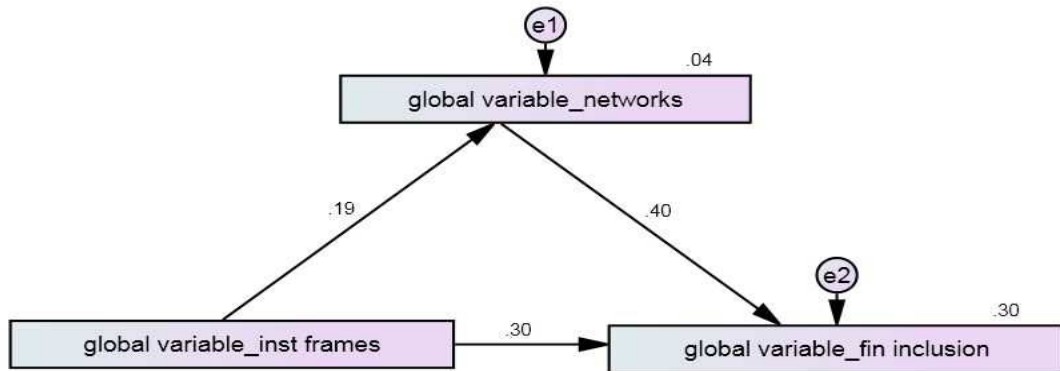 e1
.04
global variable_networks
.19
.40
e2
.30
global variable_inst frames
.30
global variable_fin inclusion